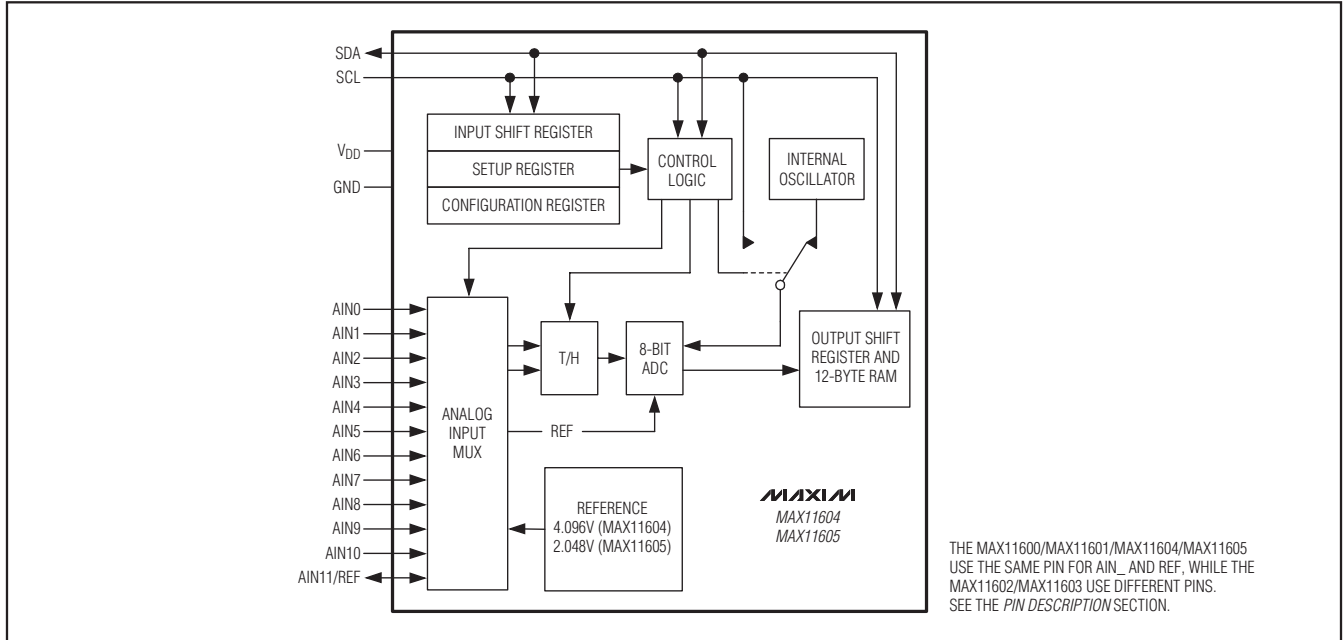 SDA
SCL
VDD
GND
INPUT SHIFT REGISTER
SETUP REGISTER
CONFIGURATION REGISTER
CONTROL
LOGIC
INTERNAL
OSCILLATOR
AIN0
AIN1
AIN2
AIN3
AIN4
AIN5
AIN6
AIN7
AIN8
AIN9
AIN10
AIN11/REF
ANALOG
INPUT
MUX
T/H
8-BIT
ADC
REF
OUTPUT SHIFT
REGISTER AND
12-BYTE RAM
REFERENCE
4.096V (MAX11604)
2.048V (MAX11605)
MAXIM
MAX11604
MAX11605
THE MAX11600/MAX11601/MAX11604/MAX11605
USE THE SAME PIN FOR AIN_ AND REF, WHILE THE
MAX11602/MAX11603 USE DIFFERENT PINS.
SEE THE PIN DESCRIPTION SECTION.